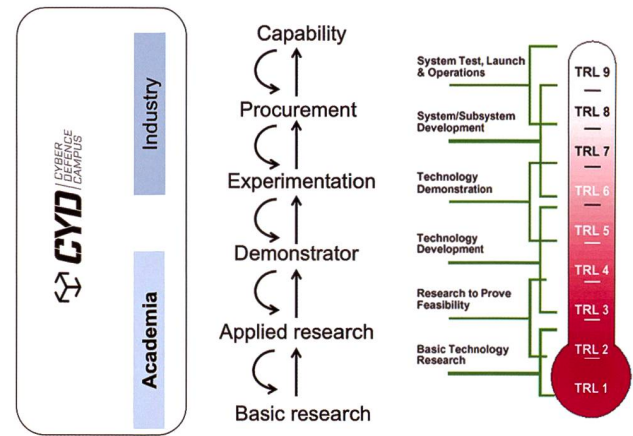 CYD
CYBER
DEFENCE
CAMPUS
Industry
Academia
Capability
Procurement
Experimentation
Demonstrator
Applied research
Basic research
System Test, Launch
& Operations
System/Subsystem
Development
Technology
Demonstration
Technology
Development
Research to Prove
Feasibility
Basic Technology
Research
TRL 9
TRL 8
TRL 7
TRL 6
TRL 5
TRL 4
TRL 3
TRL 2
TRL 1